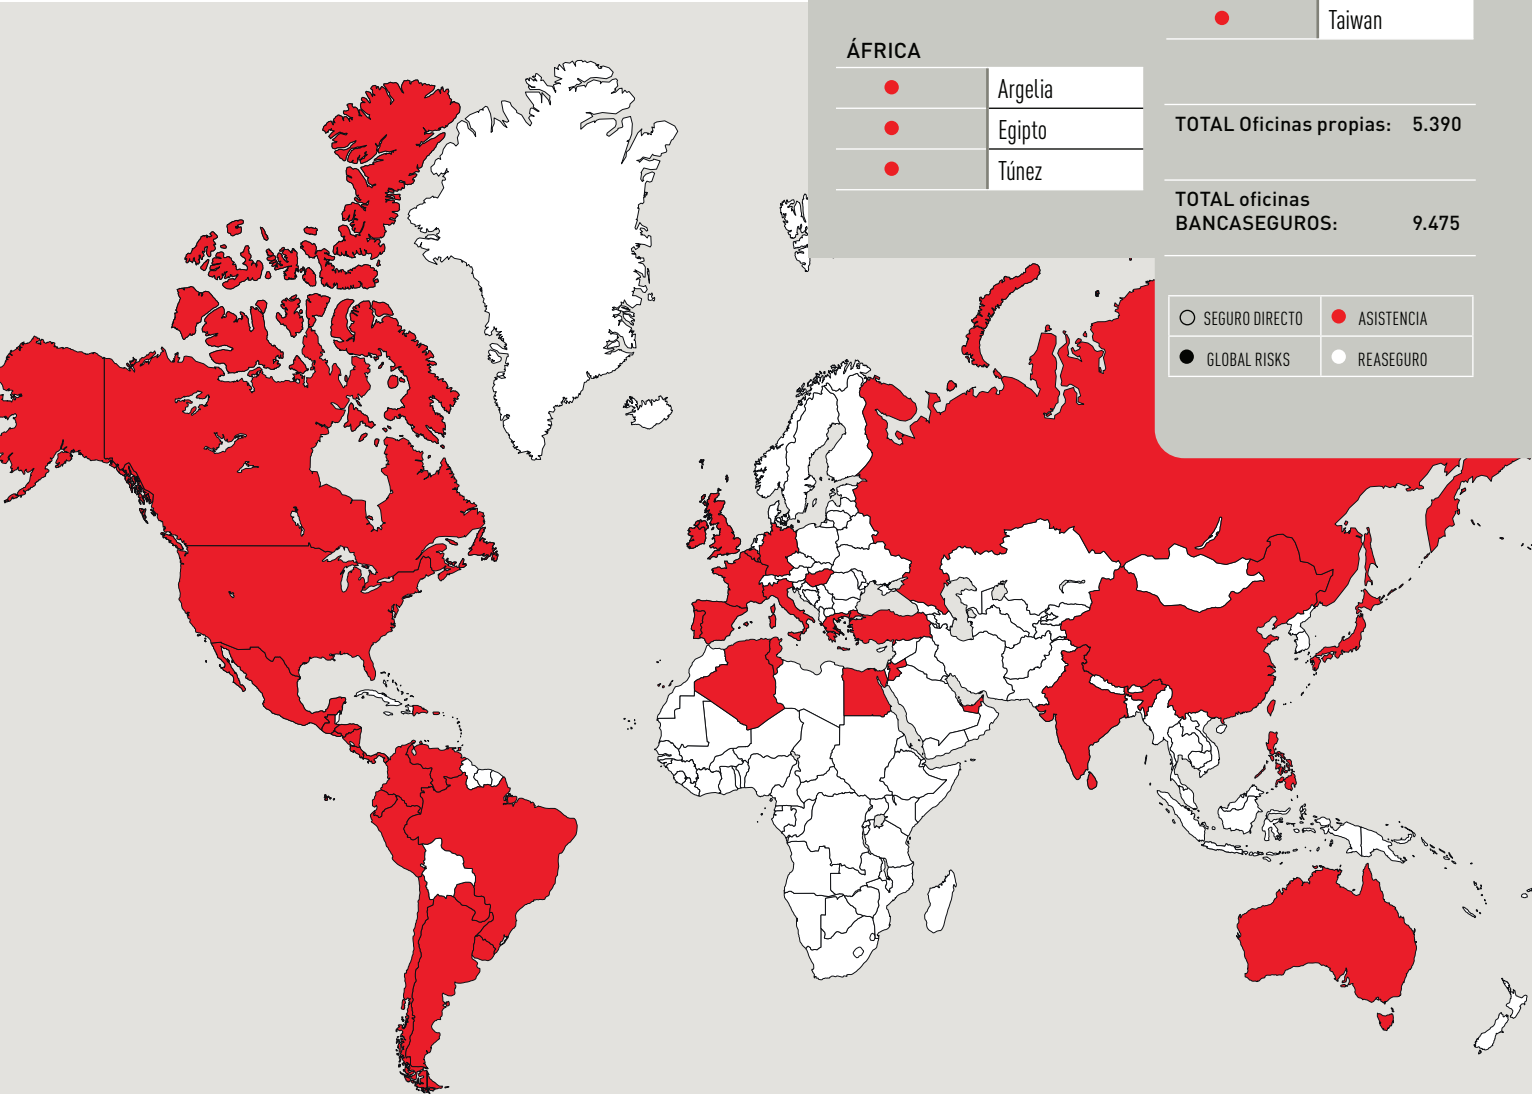 ÁFRICA
Argelia
Egipto
Túnez
Taiwan
TOTAL Oficinas propias: 5.390
TOTAL oficinas
BANCASEGUROS: 9.475
SEGURO DIRECTO
ASISTENCIA
GLOBAL RISKS
REASEGURO